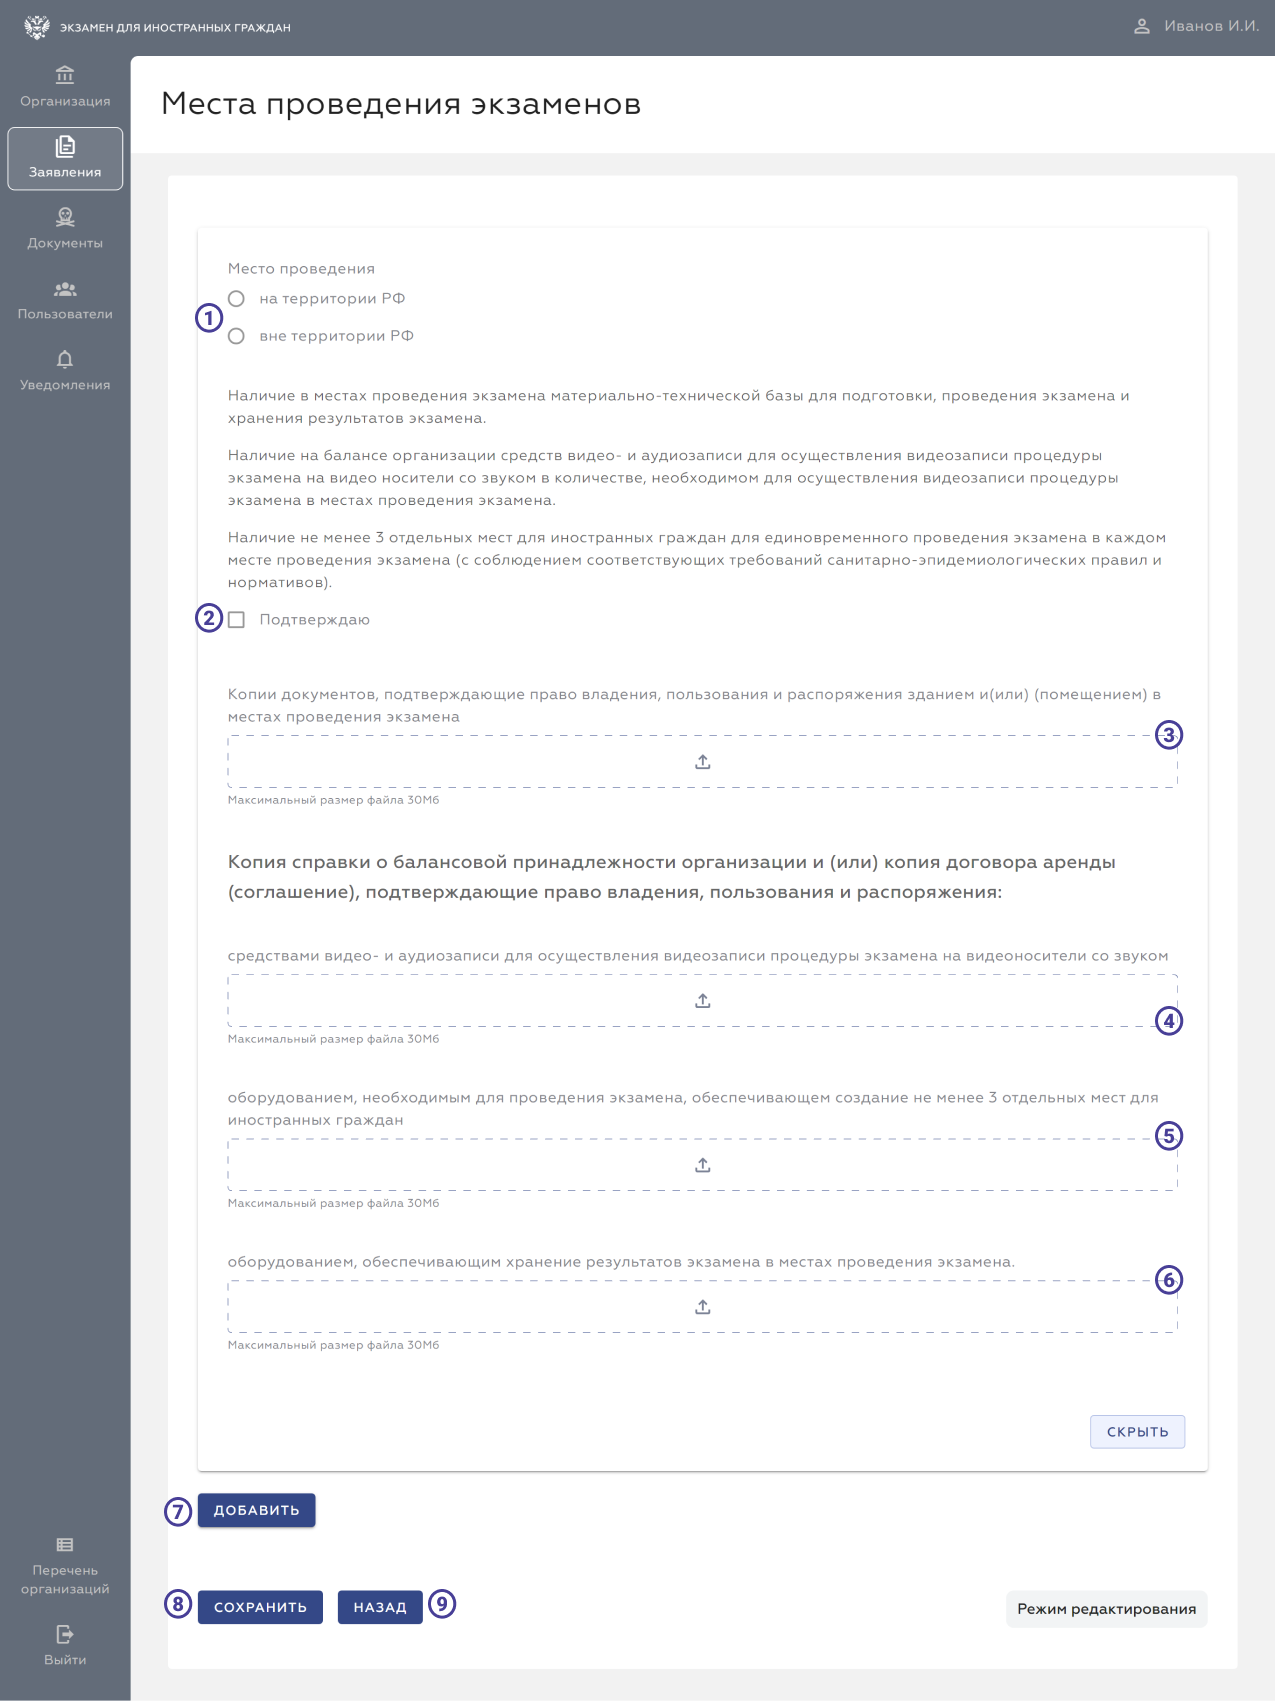 ЭКЗАМЕН ДЛЯ ИНОСТРАННЫХ ГРАЖДАН
Иванов И.И.
Организация
Заявления
Документы
Пользователи
Уведомления
Перечень
организаций
Выйти
Места проведения экзаменов
Место проведения
на территории РФ
1
вне территории РФ
Наличие в местах проведения экзамена материально-технической базы для подготовки, проведения экзамена и
хранения результатов экзамена.
Наличие на балансе организации средств видео- и аудиозаписи для осуществления видеозаписи процедуры
экзамена на видео носители со звуком в количестве, необходимом для осуществления видеозаписи процедуры
экзамена в местах проведения экзамена.
Наличие не менее 3 отдельных мест для иностранных граждан для единовременного проведения экзамена в каждом
месте проведения экзамена (с соблюдением соответствующих требований санитарно-эпидемиологических правил и
нормативов).
2 Подтверждаю
Копии документов, подтверждающие право владения, пользования и распоряжения зданием и(или) (помещением) в
местах проведения экзамена
3
Максимальный размер файла 30Мб
Копия справки о балансовой принадлежности организации и (или) копия договора аренды
(соглашение), подтверждающие право владения, пользования и распоряжения:
средствами видео- и аудиозаписи для осуществления видеозаписи процедуры экзамена на видеоносители со звуком
4
Максимальный размер файла 30Мб
оборудованием, необходимым для проведения экзамена, обеспечивающем создание не менее 3 отдельных мест для
иностранных граждан
5
Максимальный размер файла 30Мб
оборудованием, обеспечивающим хранение результатов экзамена в местах проведения экзамена.
6
Максимальный размер файла 30Мб
СКРЫТЬ
7 ДОБАВИТЬ
8 СОХРАНИТЬ НАЗАД 9
Режим редактирования